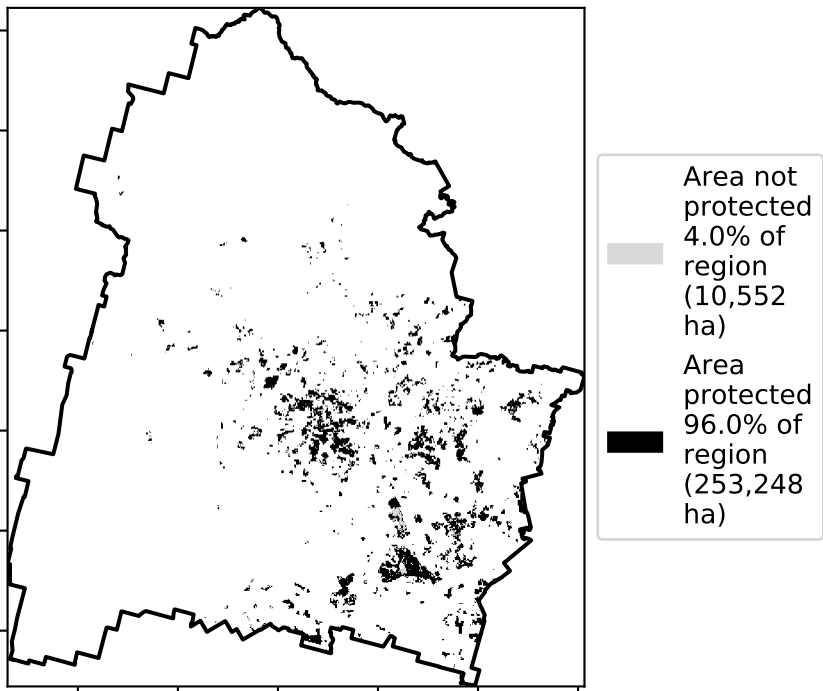 Area not
protected
4.0% of
region
(10,552
ha)
Area
protected
96.0% of
region
(253,248
ha)